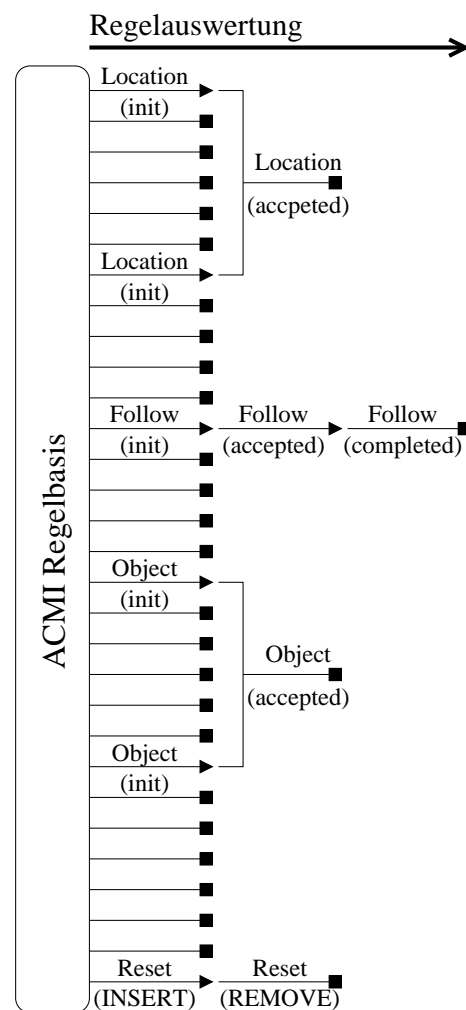 Regelauswertung
Location
(init)
Location
(accpeted)
Location
(init)
ACMI Regelbasis
Follow
(init)
Follow
(accepted)
Follow
(completed)
Object
(init)
Object
(accepted)
Object
(init)
Reset
(INSERT)
Reset
(REMOVE)